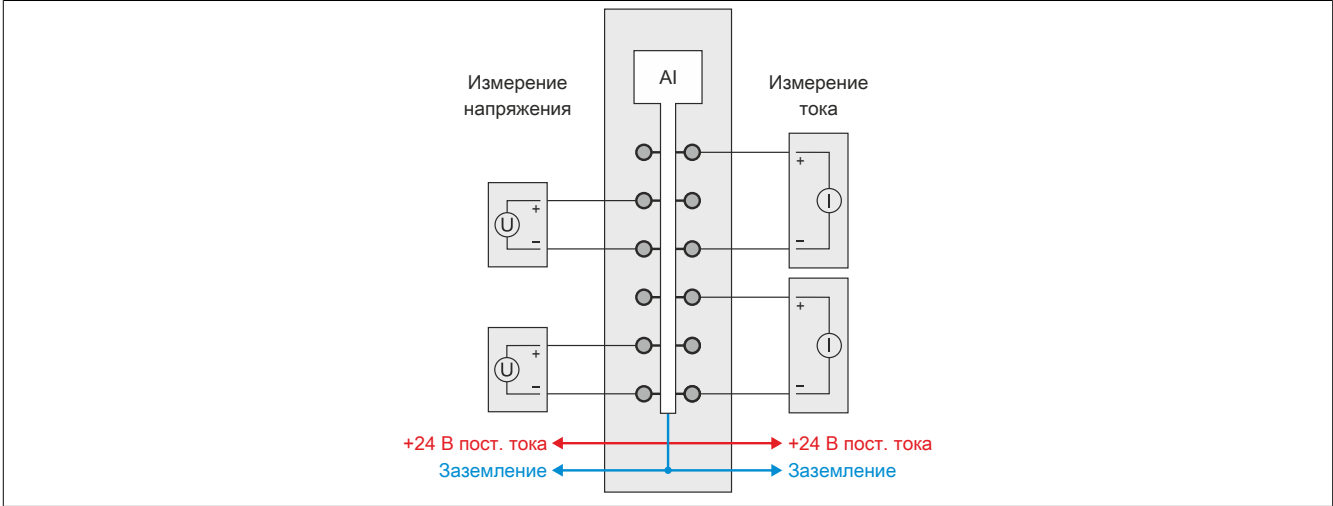 AI
Измерение
напряжения
Измерение
тока
+
I
−
U
+
−
+
I
−
U
+
−
+24 В пост. тока
+24 В пост. тока
Заземление
Заземление